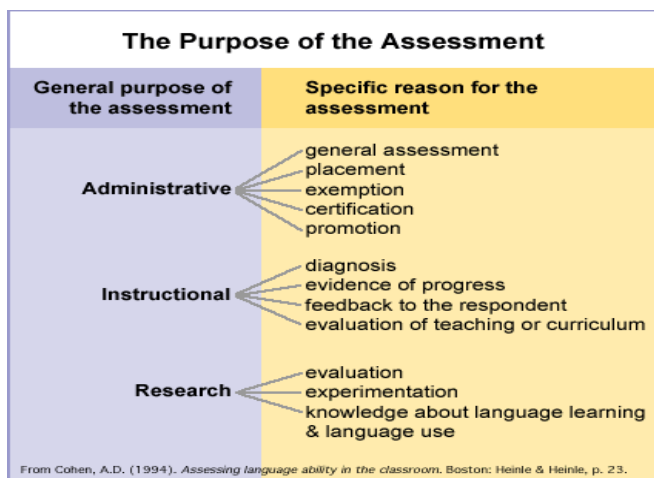 The Purpose of the Assessment
General purpose of
the assessment
Specific reason for the
assessment
Administrative
general assessment
placement
exemption
certification
promotion
Instructional
diagnosis
evidence of progress
feedback to the respondent
evaluation of teaching or curriculum
Research
evaluation
experimentation
knowledge about language learning
& language use
From Cohen, A.D. (1994). Assessing language ability in the classroom. Boston: Heinle & Heinle, p. 23.